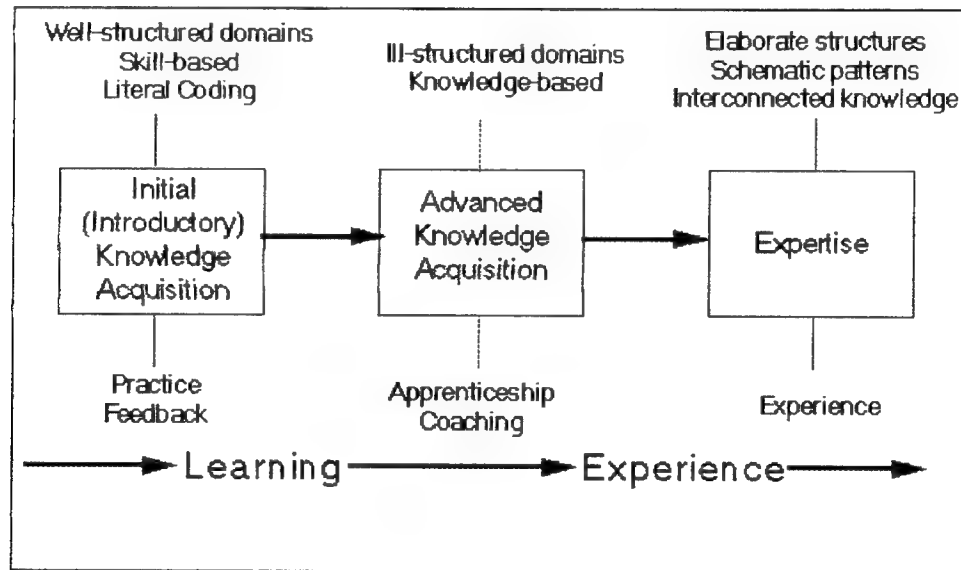 Well-structured domains
Skill-based
Literal Coding
Ill-structured domains
Knowledge-based
Elaborate structures
Schematic patterns
Interconnected knowledge
Initial
(Introductory)
Knowledge
Acquisition
Advanced
Knowledge
Acquisition
Expertise
Practice
Feedback
Apprenticeship
Coaching
Experience
Learning
Experience